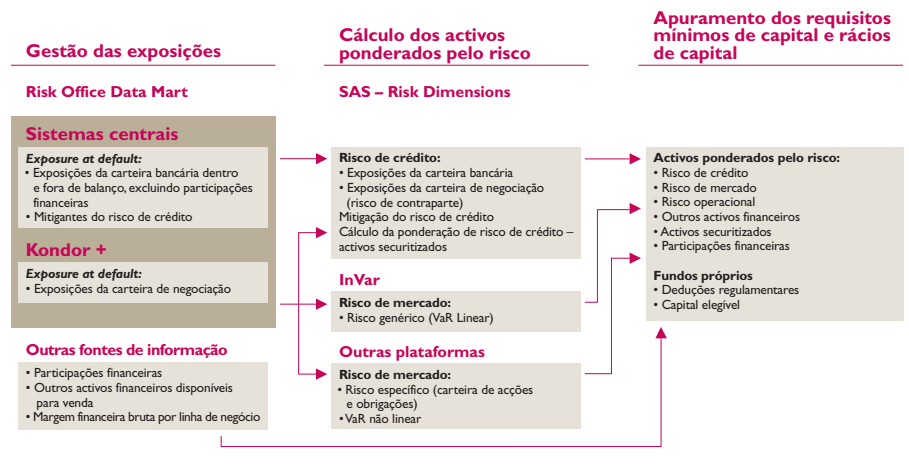 Gestão das exposições
Risk Office Data Mart
Sistemas centrais
Exposure at default:
• Exposições da carteira bancária dentro
e fora de balanço, excluindo participações
financeiras
• Mitigantes do risco de crédito
Kondor +
Exposure at default:
• Exposições da carteira de negociação
Outras fontes de informação
• Participações financeiras
• Outros activos financeiros disponíveis
para venda
• Margem financeira bruta por linha de negócio
Cálculo dos activos
ponderados pelo risco
SAS – Risk Dimensions
Risco de crédito:
• Exposições da carteira bancária
• Exposições da carteira de negociação
(risco de contraparte)
Mitigação do risco de crédito
Cálculo da ponderação de risco de crédito –
activos securitizados
InVar
Risco de mercado:
• Risco genérico (VaR Linear)
Outras plataformas
Risco de mercado:
• Risco específico (carteira de acções
e obrigações)
• VaR não linear
Apuramento dos requisitos
mínimos de capital e rácios
de capital
Activos ponderados pelo risco:
• Risco de crédito
• Risco de mercado
• Risco operacional
• Outros activos financeiros
• Activos securitizados
• Participações financeiras
Fundos próprios
• Deduções regulamentares
• Capital elegível